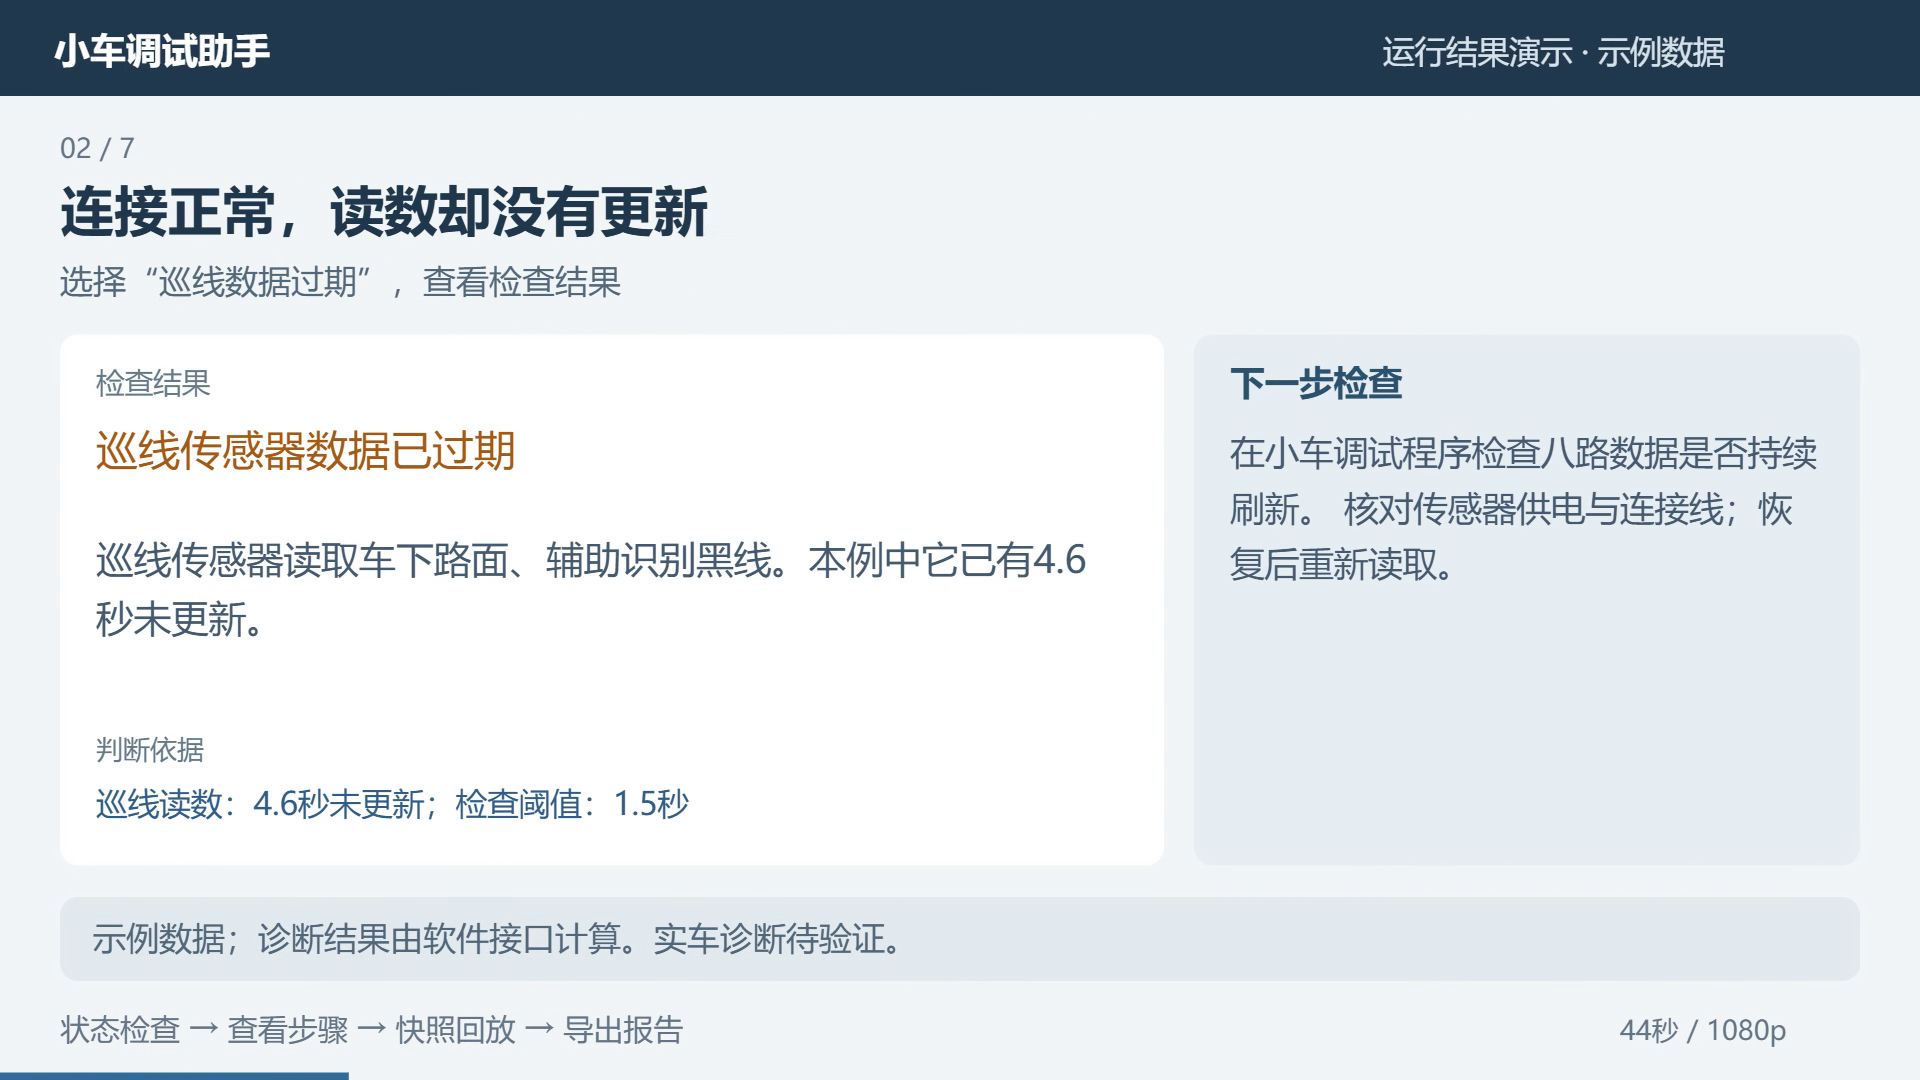 小车调试助手
运行结果演示 · 示例数据
02 / 7
连接正常，读数却没有更新
选择“巡线数据过期”，查看检查结果
检查结果
巡线传感器数据已过期
巡线传感器读取车下路面、辅助识别黑线。本例中它已有4.6
秒未更新。
判断依据
巡线读数：4.6秒未更新；检查阈值：1.5秒
下一步检查
在小车调试程序检查八路数据是否持续
刷新。 核对传感器供电与连接线；恢
复后重新读取。
示例数据；诊断结果由软件接口计算。实车诊断待验证。
状态检查 → 查看步骤 → 快照回放 → 导出报告
44秒 / 1080p